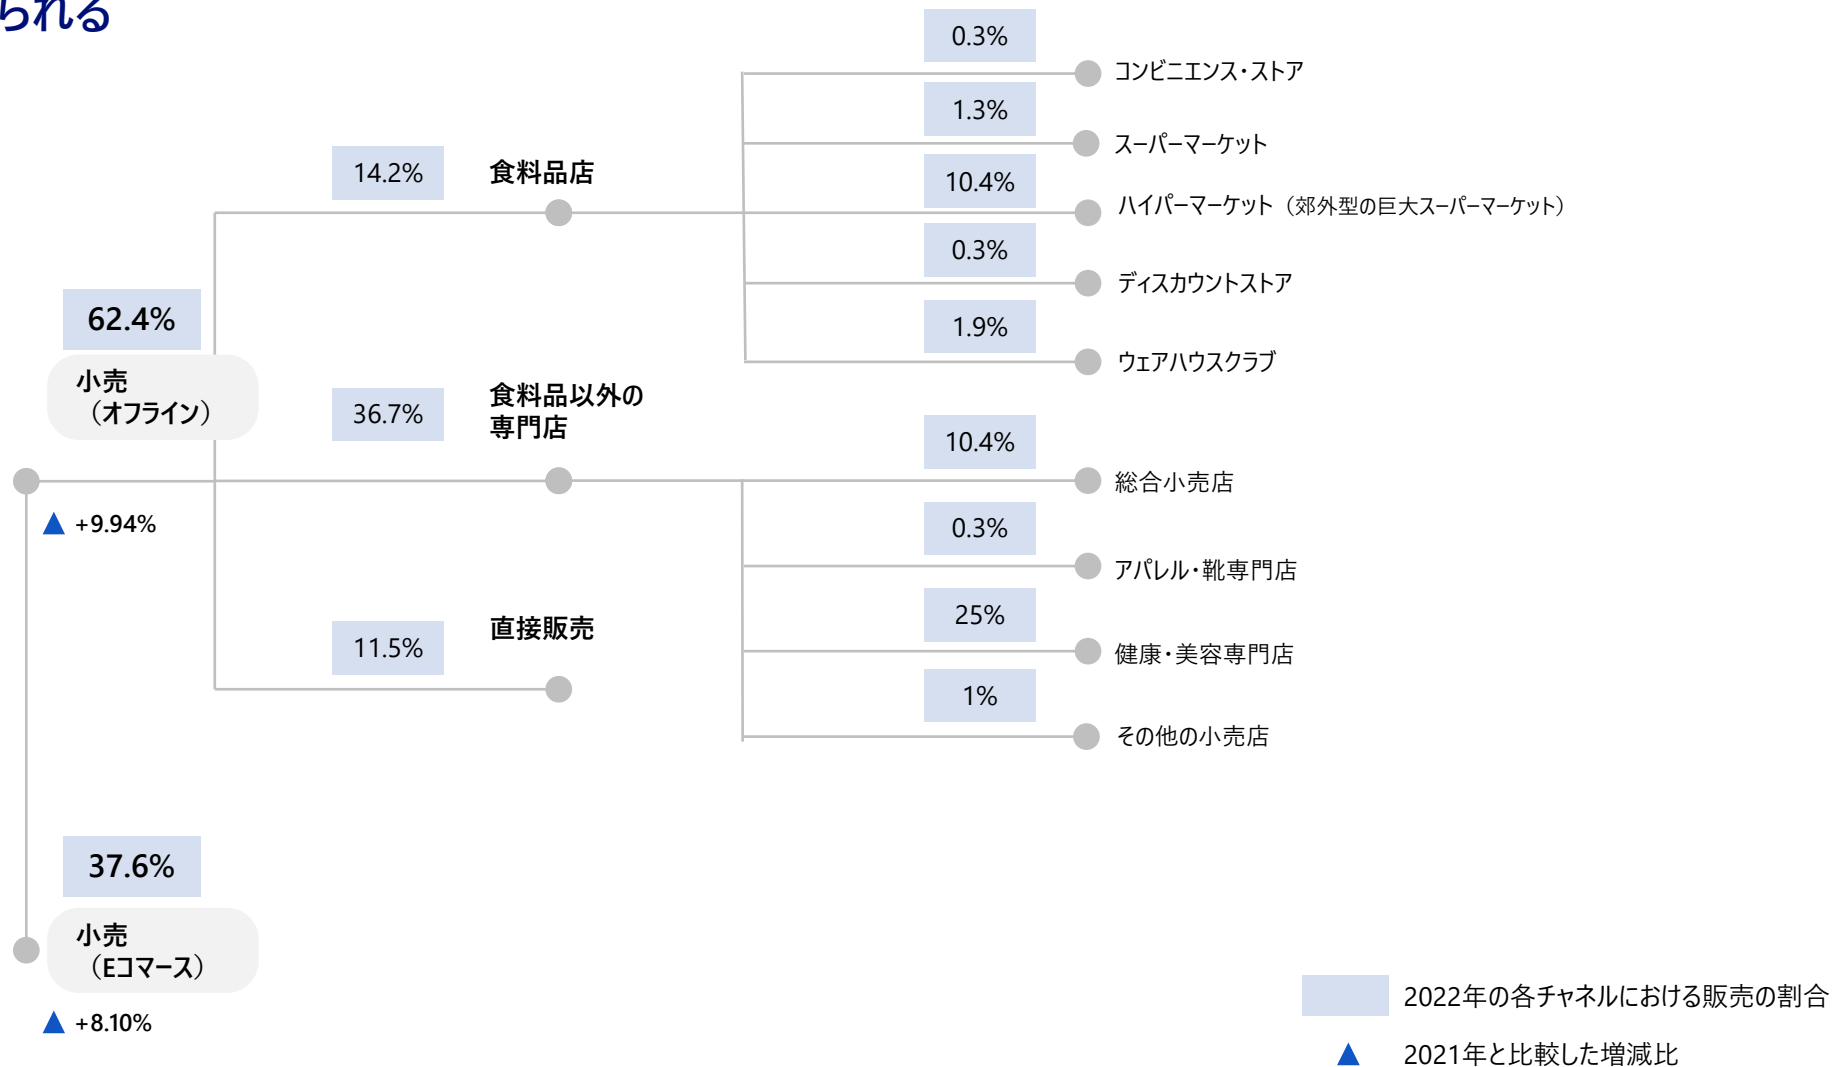 られる
0.3%
コンビニエンス・ストア
1.3%
スーパーマーケット
14.2%
食料品店
10.4%
ハイパーマーケット（郊外型の巨大スーパーマーケット）
0.3%
ディスカウントストア
62.4%
1.9%
ウェアハウスクラブ
小売
（オフライン）
36.7%
食料品以外の
専門店
10.4%
総合小売店
▲ +9.94%
0.3%
アパレル・靴専門店
25%
健康・美容専門店
11.5%
直接販売
1%
その他の小売店
37.6%
小売
（Eコマース）
▲ +8.10%
2022年の各チャネルにおける販売の割合
▲ 2021年と比較した増減比